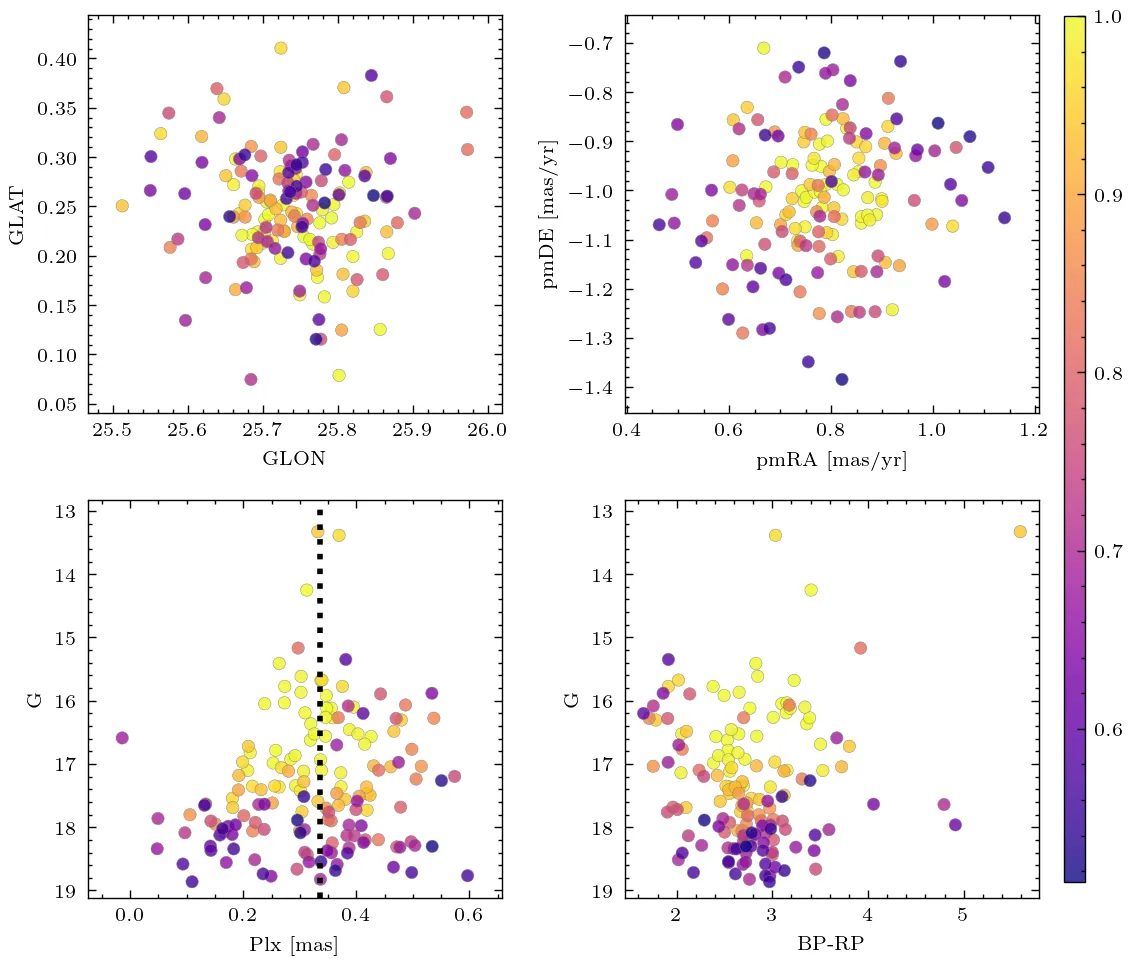 0.40
0.35
0.30
0.25
0.20
0.15
0.10
0.05
GLAT
25.5 25.6 25.7 25.8 25.9 26.0
GLON
−0.7
−0.8
−0.9
−1.0
−1.1
−1.2
−1.3
−1.4
pmDE [mas/yr]
0.4 0.6 0.8 1.0 1.2
pmRA [mas/yr]
13
14
15
16
17
18
19
G
0.0 0.2 0.4 0.6
Plx [mas]
13
14
15
16
17
18
19
G
2 3 4 5
BP-RP
1.0
0.9
0.8
0.7
0.6